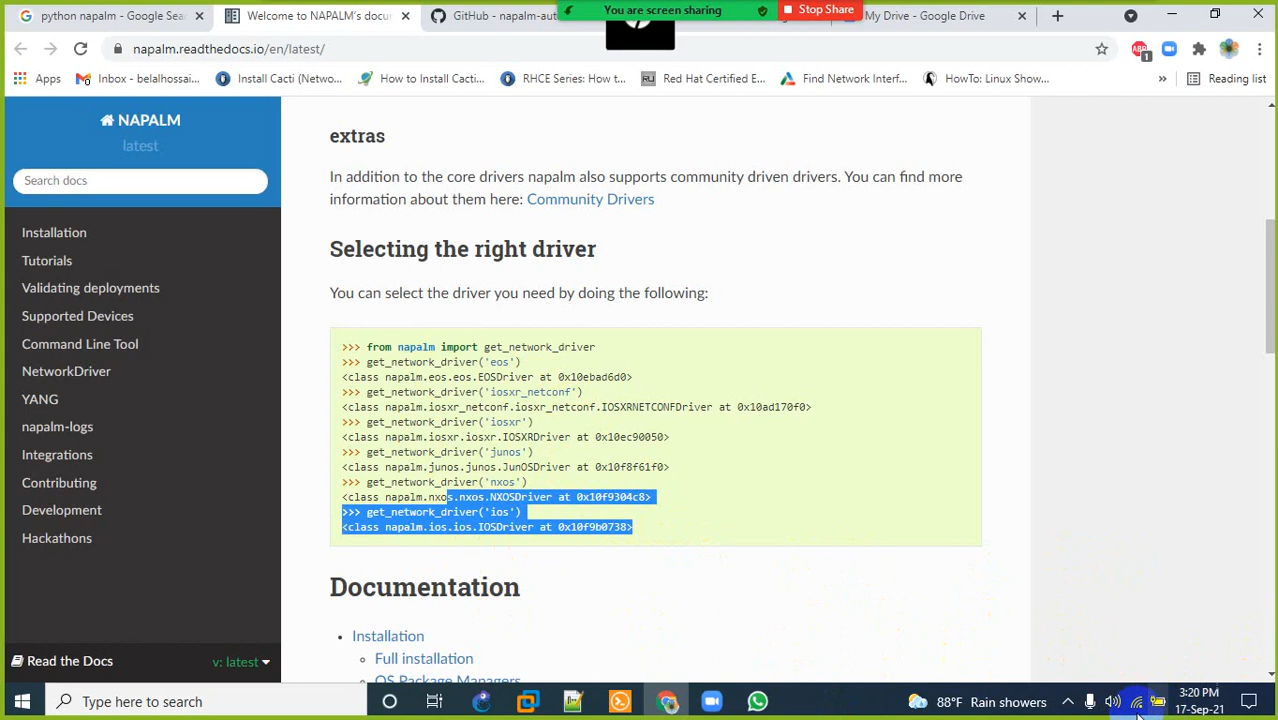 python napalm - Google Sea
Welcome to NAPALM's docu
GitHub - napalm-aut
You are screen sharing
Stop Share
My Drive - Google Drive
napalm.readthedocs.io/en/latest/
ABP
1
Apps
Inbox - belalhossai...
Install Cacti (Netwo...
How to Install Cacti...
RHCE Series: How t...
Red Hat Certified E...
Find Network Interf...
HowTo: Linux Show...
»
Reading list
NAPALM
latest
Search docs
Installation
Tutorials
Validating deployments
Supported Devices
Command Line Tool
NetworkDriver
YANG
napalm-logs
Integrations
Contributing
Development
Hackathons
Read the Docs
v: latest
extras
In addition to the core drivers napalm also supports community driven drivers. You can find more
information about them here: Community Drivers
Selecting the right driver
You can select the driver you need by doing the following:
>>> from napalm import get_network_driver
>>> get_network_driver('eos')
<class napalm.eos.eos.EOSDriver at 0x10ebad6d0>
>>> get_network_driver('iosxr_netconf')
<class napalm.iosxr_netconf.iosxr_netconf.IOSXRNETCONFDriver at 0x10ad170f0>
>>> get_network_driver('iosxr')
<class napalm.iosxr.iosxr.IOSXRDriver at 0x10ec90050>
>>> get_network_driver('junos')
<class napalm.junos.junos.JunOSDriver at 0x10f8f61f0>
>>> get_network_driver('nxos')
<class napalm.nxos.nxos.NXOSDriver at 0x10f9304c8>
>>> get_network_driver('ios')
<class napalm.ios.ios.IOSDriver at 0x10f9b0738>
Documentation
Installation
Full installation
OS Package Managers
Type here to search
88°F Rain showers
3:20 PM
17-Sep-21